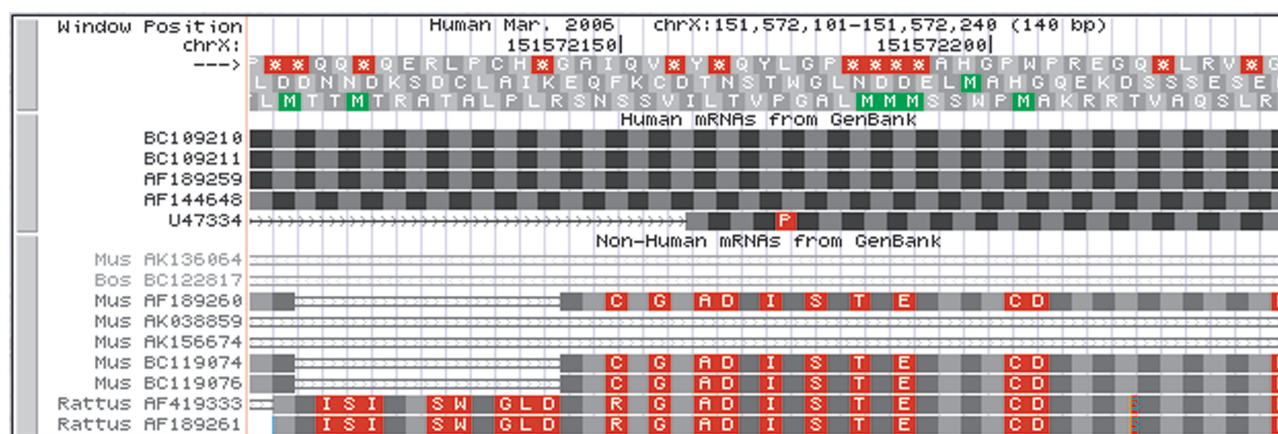 Window Position Human Mar. 2006 chrX:151,572,101-151,572,240 (140 bp)
chrX: 151572150| 151572200|
---> P * * Q Q * Q E R L P C H * G A I Q V * Y * Q Y L G P * * * * A H G P W P R E G Q * L R V * G
L D D N N D K S D C L A I K E Q F K C D T N S T W G L N D D E L M A H G Q E K D S S S E S E
L M T T M T R A T A L P L R S N S S V I L T V P G A L M M M S S W P M A K R R T V A Q S L R
Human mRNAs from GenBank
BC109210
BC109211
AF189259
AF144648
U47334 P
Non-Human mRNAs from GenBank
Mus AK136064
Bos BC122817
Mus AF189260 C G A D I S T E C D
Mus AK038859
Mus AK156674
Mus BC119074 C G A D I S T E C D
Mus BC119076 C G A D I S T E C D
Rattus AF419333 I S I S W G L D R G A D I S T E C D
Rattus AF189261 I S I S W G L D R G A D I S T E C D